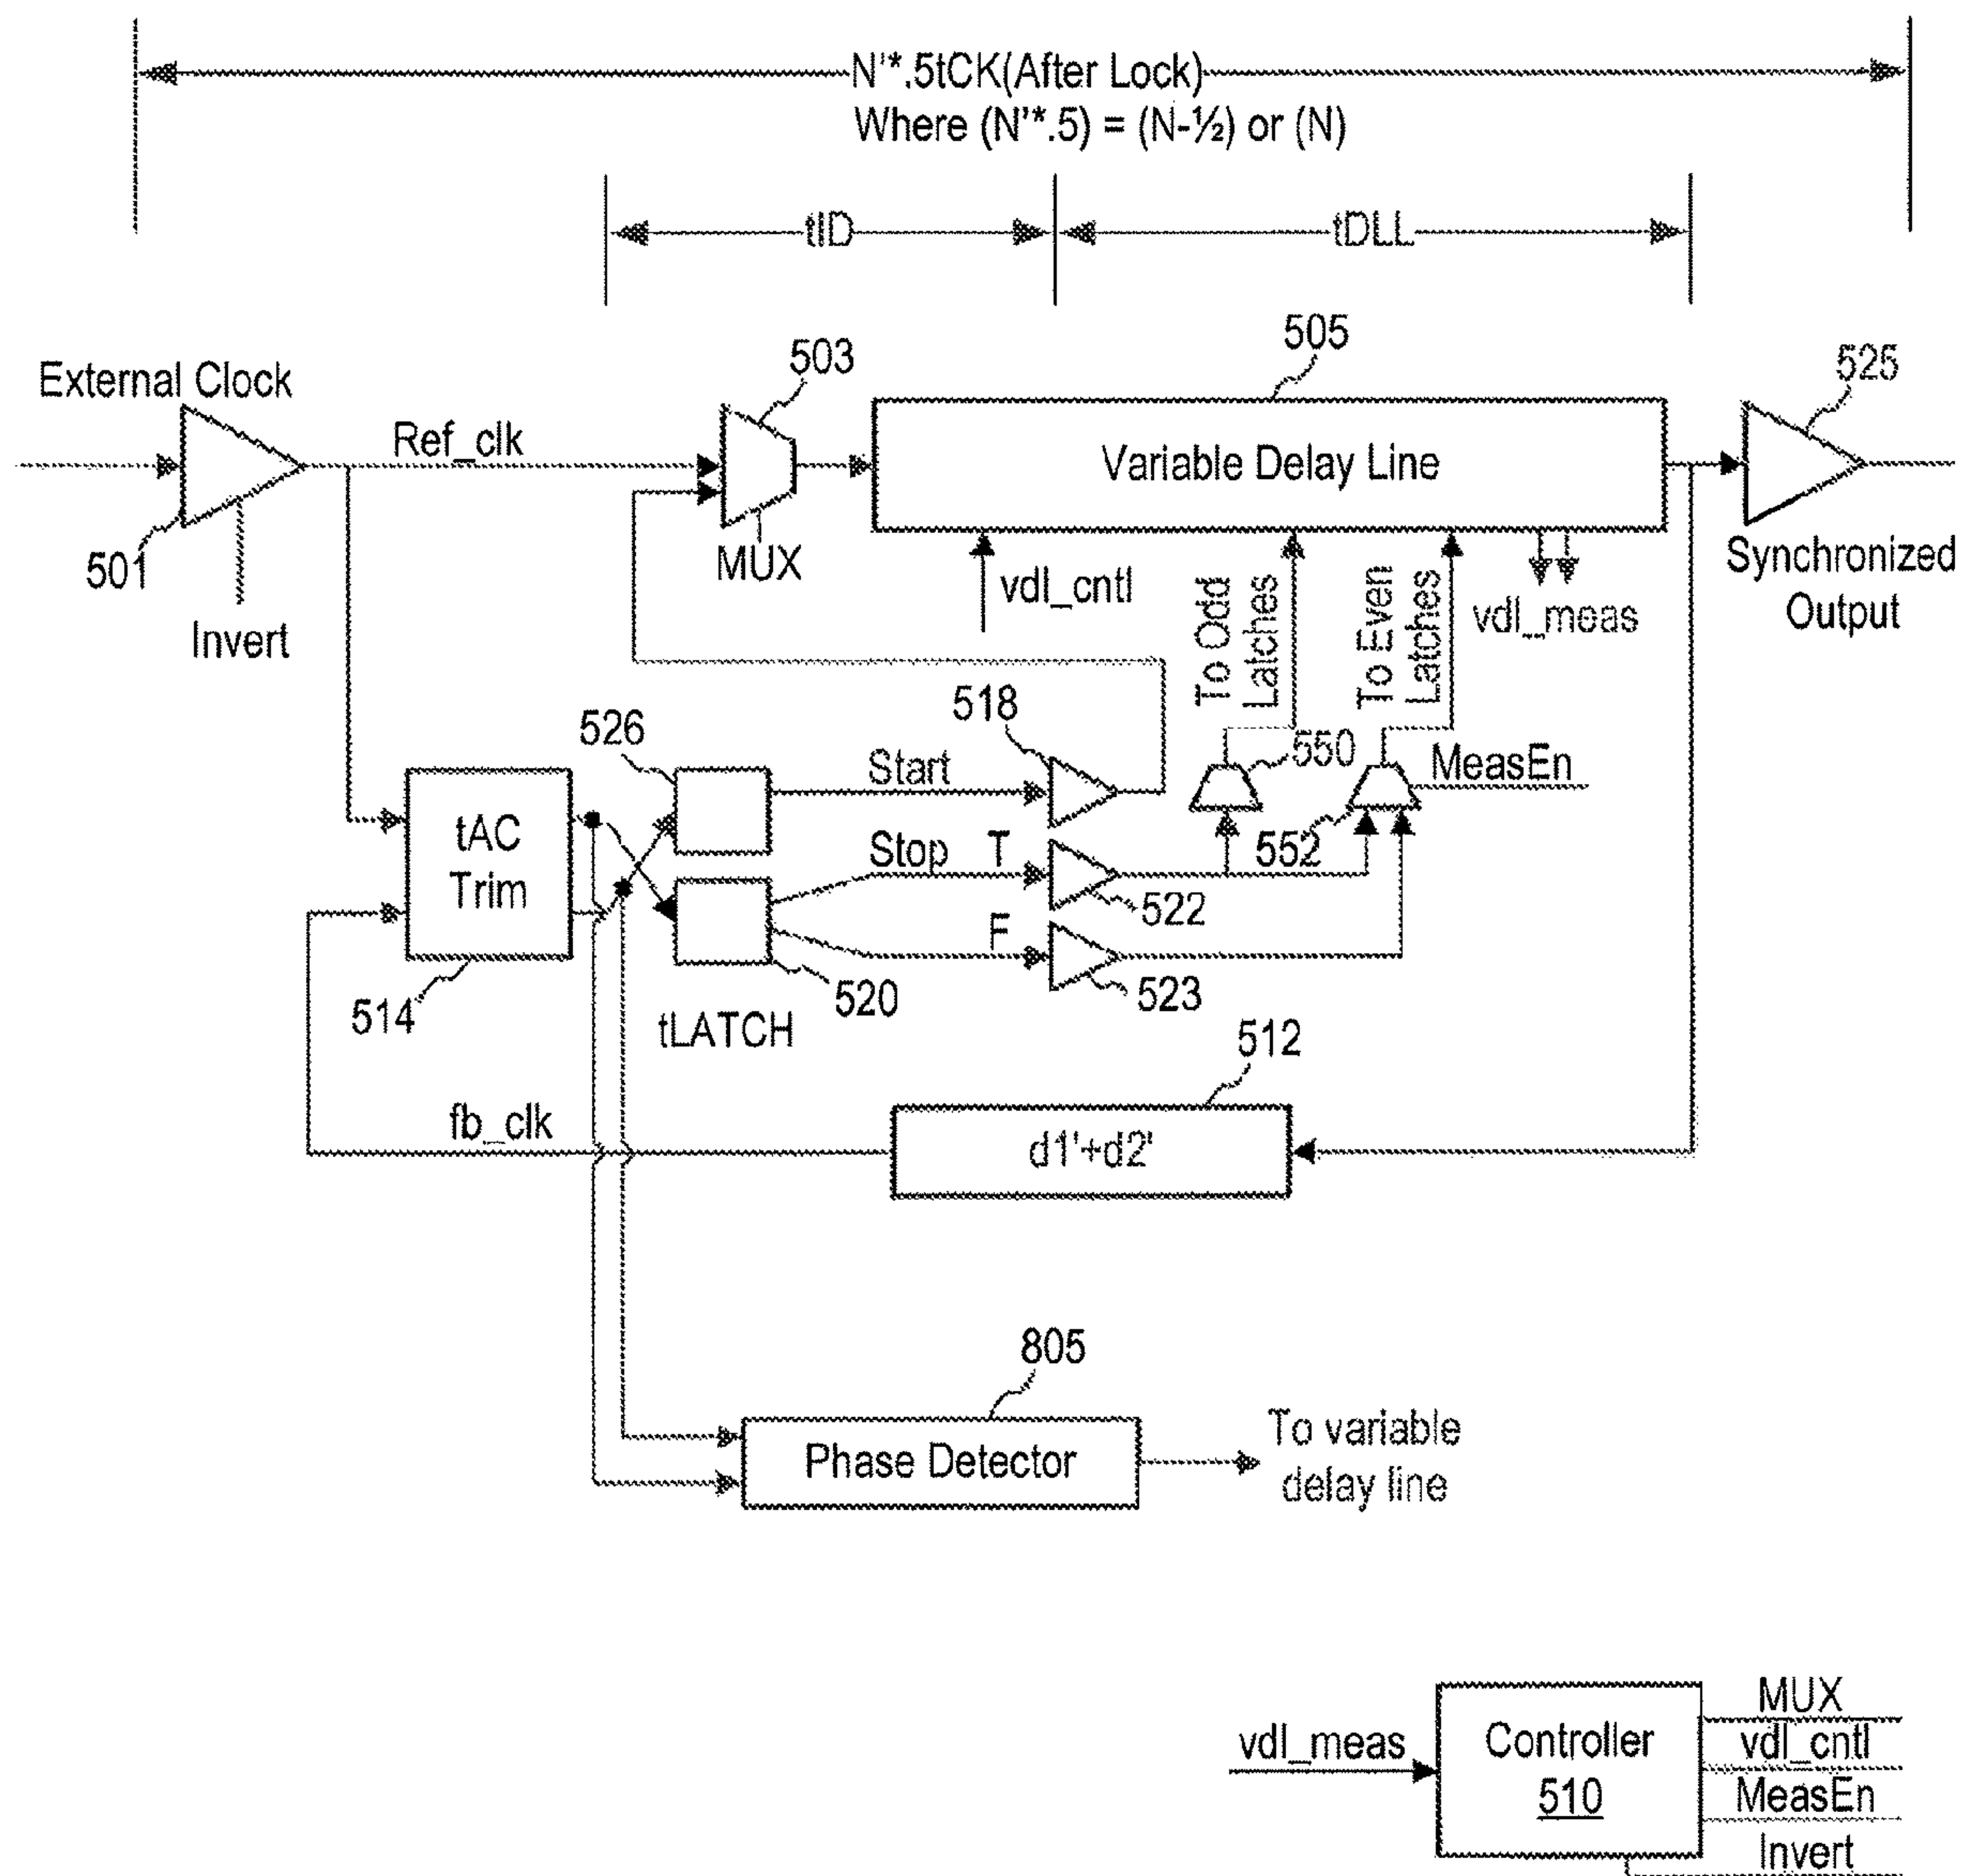 N'*.5tCK(After Lock)
Where (N'*.5) = (N-½) or (N)
tID
tDLL
External Clock
501
Invert
Ref_clk
503
MUX
505
Variable Delay Line
525
Synchronized
Output
vdl_cntl
To Odd
Latches
To Even
Latches
vdl_meas
526
518
Start
550
MeasEn
tAC
Trim
514
Stop
T
522
552
F
523
520
tLATCH
512
d1'+d2'
fb_clk
805
Phase Detector
To variable
delay line
vdl_meas
Controller
510
MUX
vdl_cntl
MeasEn
Invert